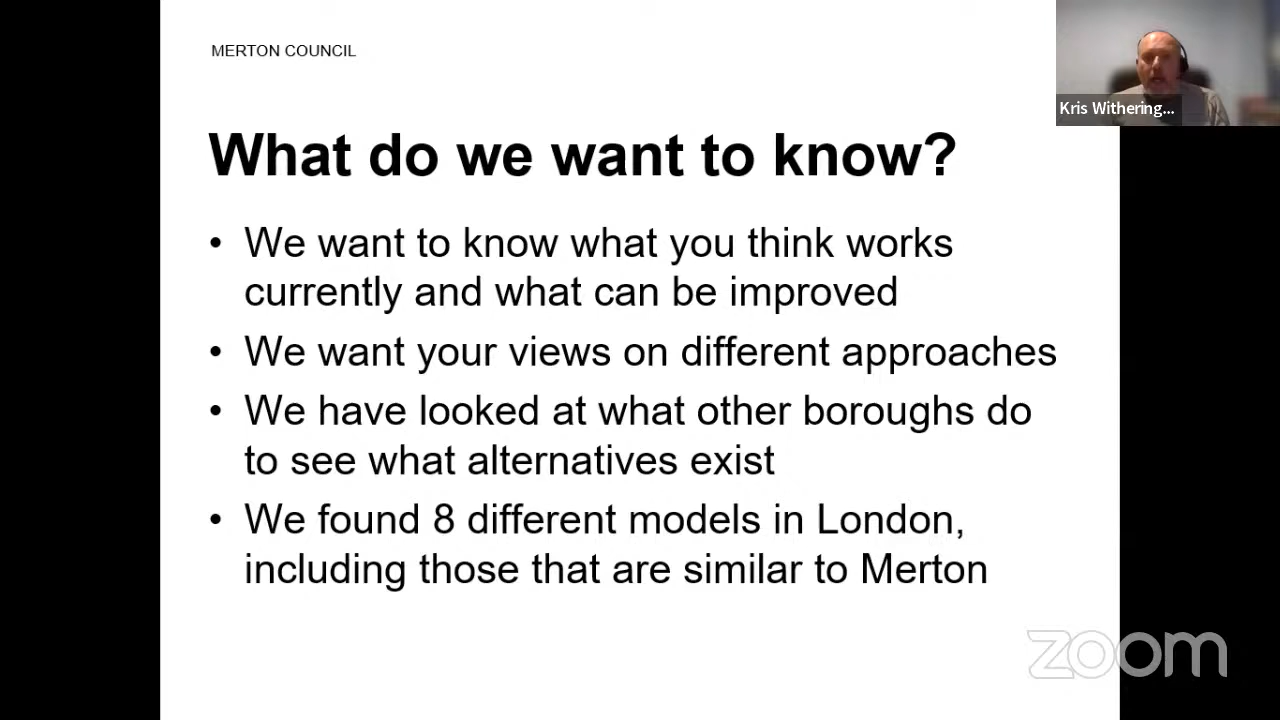 MERTON COUNCIL
Kris Withering...
What do we want to know?
• We want to know what you think works
currently and what can be improved
• We want your views on different approaches
• We have looked at what other boroughs do
to see what alternatives exist
• We found 8 different models in London,
including those that are similar to Merton
zoom